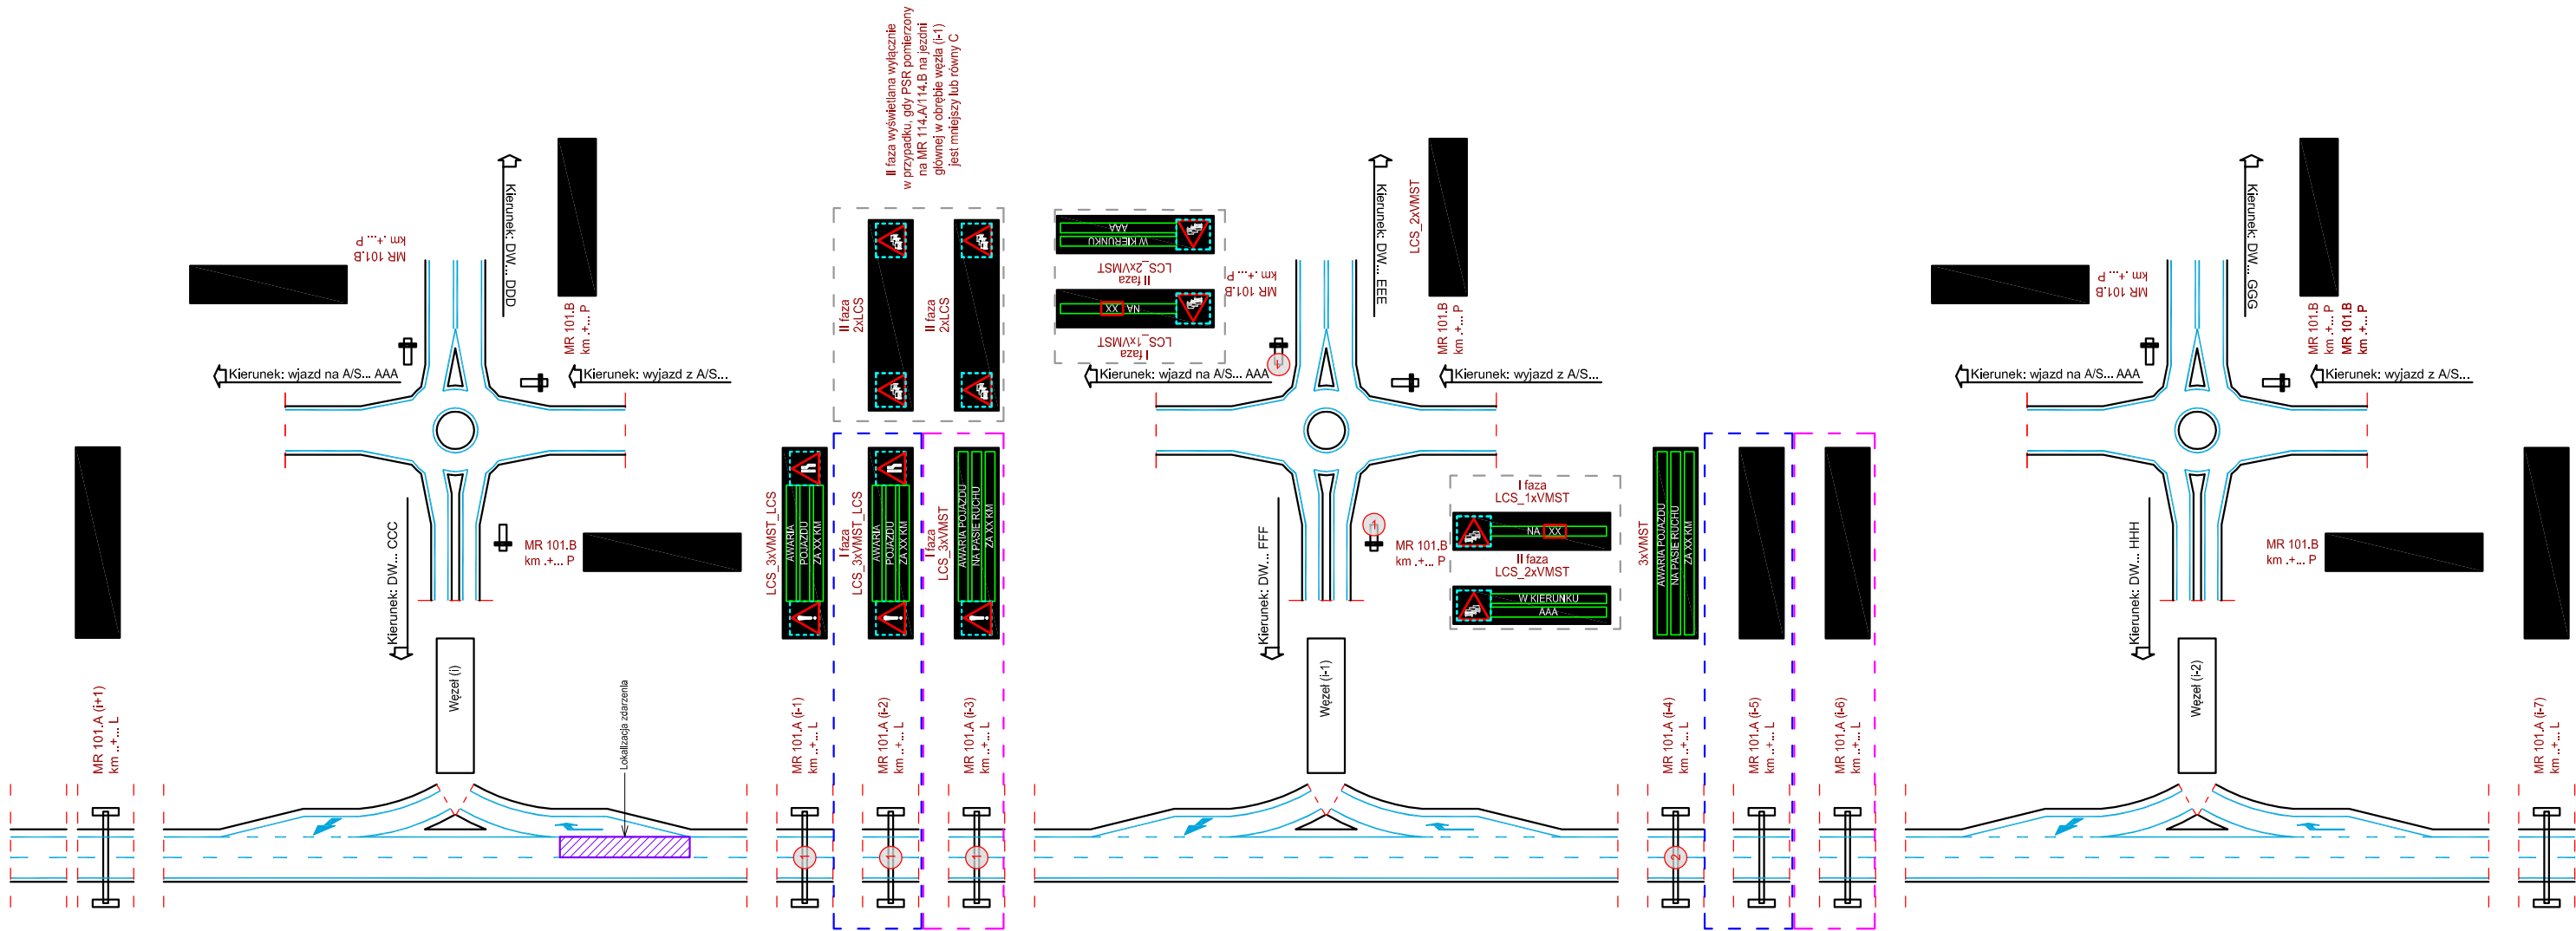 II faza wyświetlana wyłącznie
w przypadku, gdy PSR pomierzony
na MR 114.A/114.B na jezdni
głównej w obrębie węzła (i-1)
jest mniejszy lub równy C
MR 101.B
km .+... P
Kierunek: DW... DDD
MR 101.B
km .+... P
Kierunek: wjazd na A/S... AAA
Kierunek: wyjazd z A/S...
Kierunek: DW... CCC
MR 101.B
km .+... P
Węzeł (i)
Lokalizacja zdarzenia
MR 101.A (i+1)
km ..+... L
II faza
2xLCS
II faza
2xLCS
LCS_3xVMST_LCS
AWARIA
POJAZDU
ZA XX KM
I faza
LCS_3xVMST_LCS
AWARIA
POJAZDU
ZA XX KM
I faza
LCS_3xVMST
AWARIA POJAZDU
NA PASIE RUCHU
ZA XX KM
MR 101.A (i-1)
km ..+... L
1
MR 101.A (i-2)
km ..+... L
1
MR 101.A (i-3)
km ..+... L
1
W KIERUNKU
AAA
II faza
LCS_2xVMST
NA XX
I faza
LCS_1xVMST
MR 101.B
km .+... P
1
Kierunek: DW... EEE
LCS_2xVMST
MR 101.B
km .+... P
Kierunek: wjazd na A/S... AAA
Kierunek: wyjazd z A/S...
Kierunek: DW... FFF
1
MR 101.B
km .+... P
I faza
LCS_1xVMST
NA XX
II faza
LCS_2xVMST
W KIERUNKU
AAA
Węzeł (i-1)
3xVMST
AWARIA POJAZDU
NA PASIE RUCHU
ZA XX KM
MR 101.A (i-4)
km ..+... L
2
MR 101.A (i-5)
km ..+... L
MR 101.A (i-6)
km ..+... L
MR 101.B
km .+... P
Kierunek: DW... GGG
MR 101.B
km .+... P
MR 101.B
km .+... P
Kierunek: wjazd na A/S... AAA
Kierunek: wyjazd z A/S...
Kierunek: DW... HHH
MR 101.B
km .+... P
Węzeł (i-2)
MR 101.A (i-7)
km ..+... L